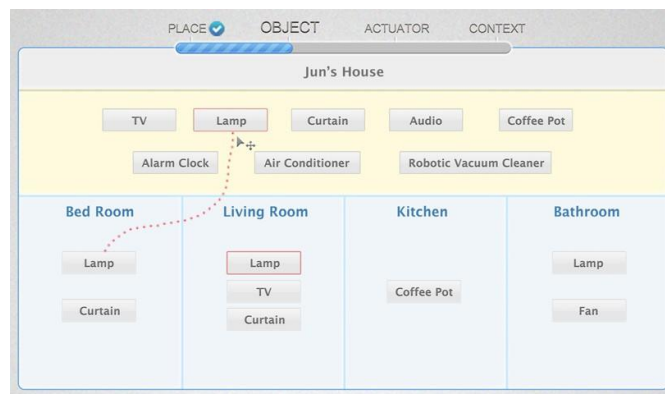 PLACE OBJECT ACTUATOR CONTEXT
Jun's House
TV Lamp Curtain Audio Coffee Pot
Alarm Clock Air Conditioner Robotic Vacuum Cleaner
Bed Room Living Room Kitchen Bathroom
Lamp Lamp Lamp
TV Coffee Pot
Curtain Fan
Curtain